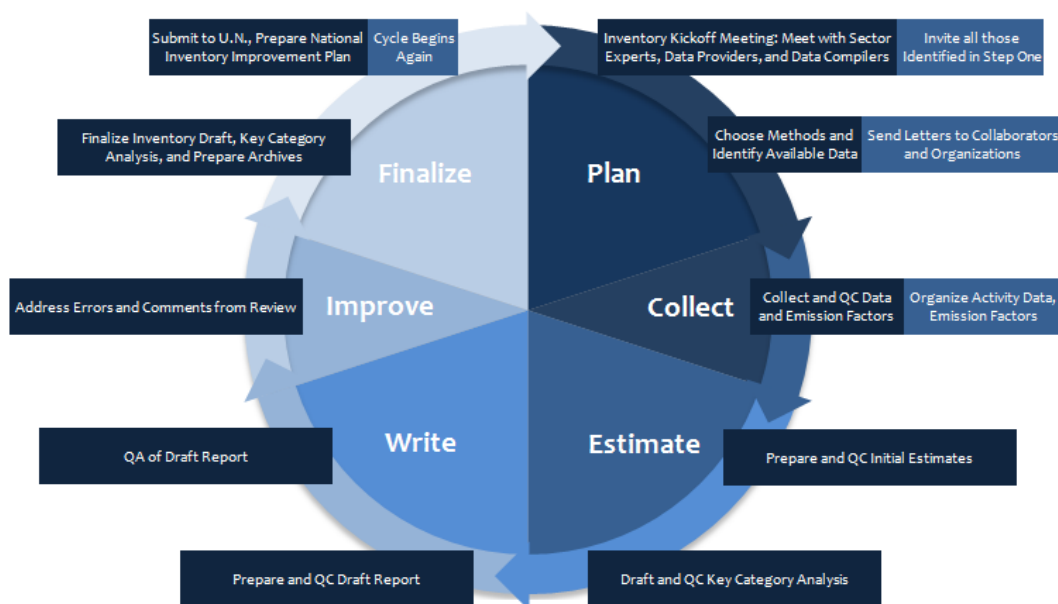 Submit to U.N., Prepare National
Inventory Improvement Plan
Cycle Begins
Again
Inventory Kickoff Meeting: Meet with Sector
Experts, Data Providers, and Data Compilers
Invite all those
Identified in Step One
Finalize Inventory Draft, Key Category
Analysis, and Prepare Archives
Choose Methods and
Identify Available Data
Send Letters to Collaborators
and Organizations
Finalize
Plan
Address Errors and Comments from Review
Improve
Collect
Collect and QC Data
and Emission Factors
Organize Activity Data,
Emission Factors
Write
Estimate
QA of Draft Report
Prepare and QC Initial Estimates
Prepare and QC Draft Report
Draft and QC Key Category Analysis